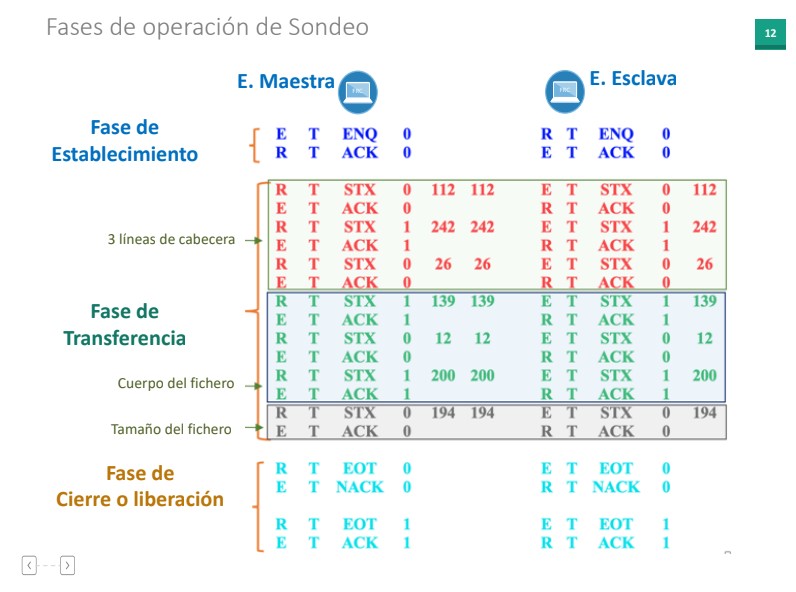 Fases de operación de Sondeo
12
E. Maestra
E. Esclava
Fase de
Establecimiento
E T ENQ 0 R T ENQ 0
R T ACK 0 E T ACK 0
R T STX 0 112 112 E T STX 0 112
E T ACK 0 R T ACK 0
R T STX 1 242 242 E T STX 1 242
3 líneas de cabecera
E T ACK 1 R T ACK 1
R T STX 0 26 26 E T STX 0 26
E T ACK 0 R T ACK 0
Fase de
Transferencia
R T STX 1 139 139 E T STX 1 139
E T ACK 1 R T ACK 1
R T STX 0 12 12 E T STX 0 12
E T ACK 0 R T ACK 0
R T STX 1 200 200 E T STX 1 200
Cuerpo del fichero
E T ACK 1 R T ACK 1
R T STX 0 194 194 E T STX 0 194
Tamaño del fichero
E T ACK 0 R T ACK 0
Fase de
Cierre o liberación
R T EOT 0 E T EOT 0
E T NACK 0 R T NACK 0
R T EOT 1 E T EOT 1
E T ACK 1 R T ACK 1